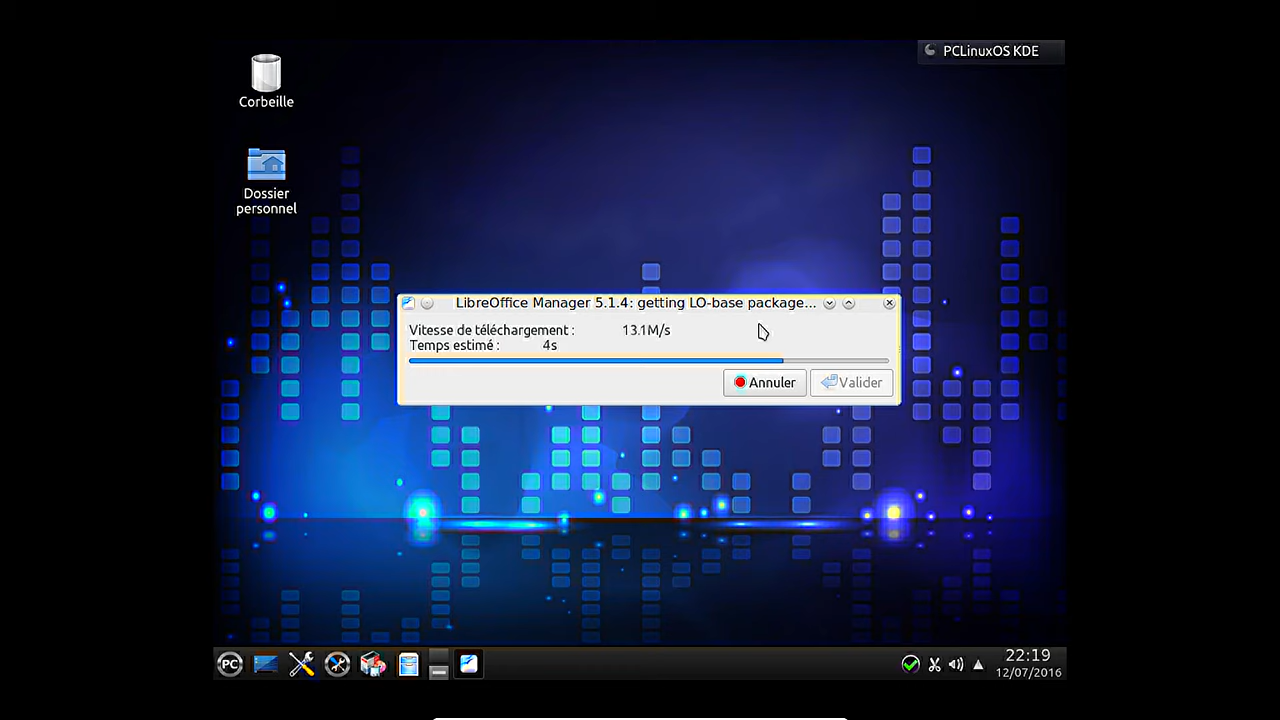 PCLinuxOS KDE
Corbeille
Dossier
personnel
LibreOffice Manager 5.1.4: getting LO-base package...
Vitesse de téléchargement : 13.1M/s
Temps estimé : 4s
Annuler
Valider
PC
22:19
12/07/2016